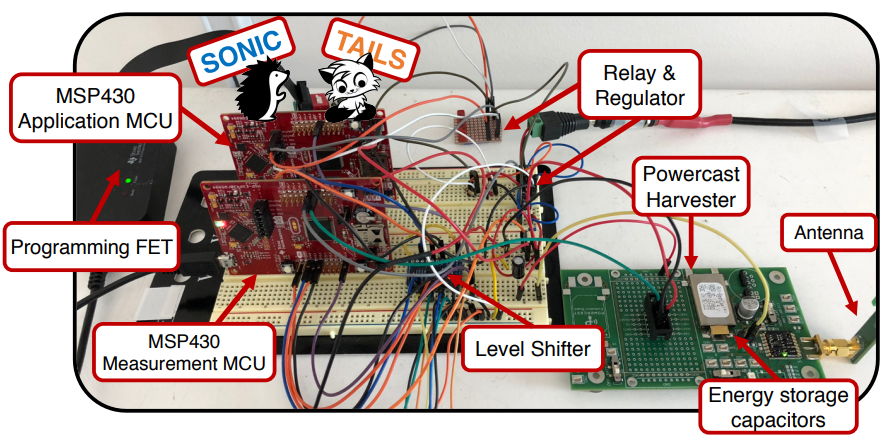 SONIC
TAILS
MSP430
Application MCU
Relay &
Regulator
Powercast
Harvester
Programming FET
Antenna
MSP430
Measurement MCU
Level Shifter
Energy storage
capacitors